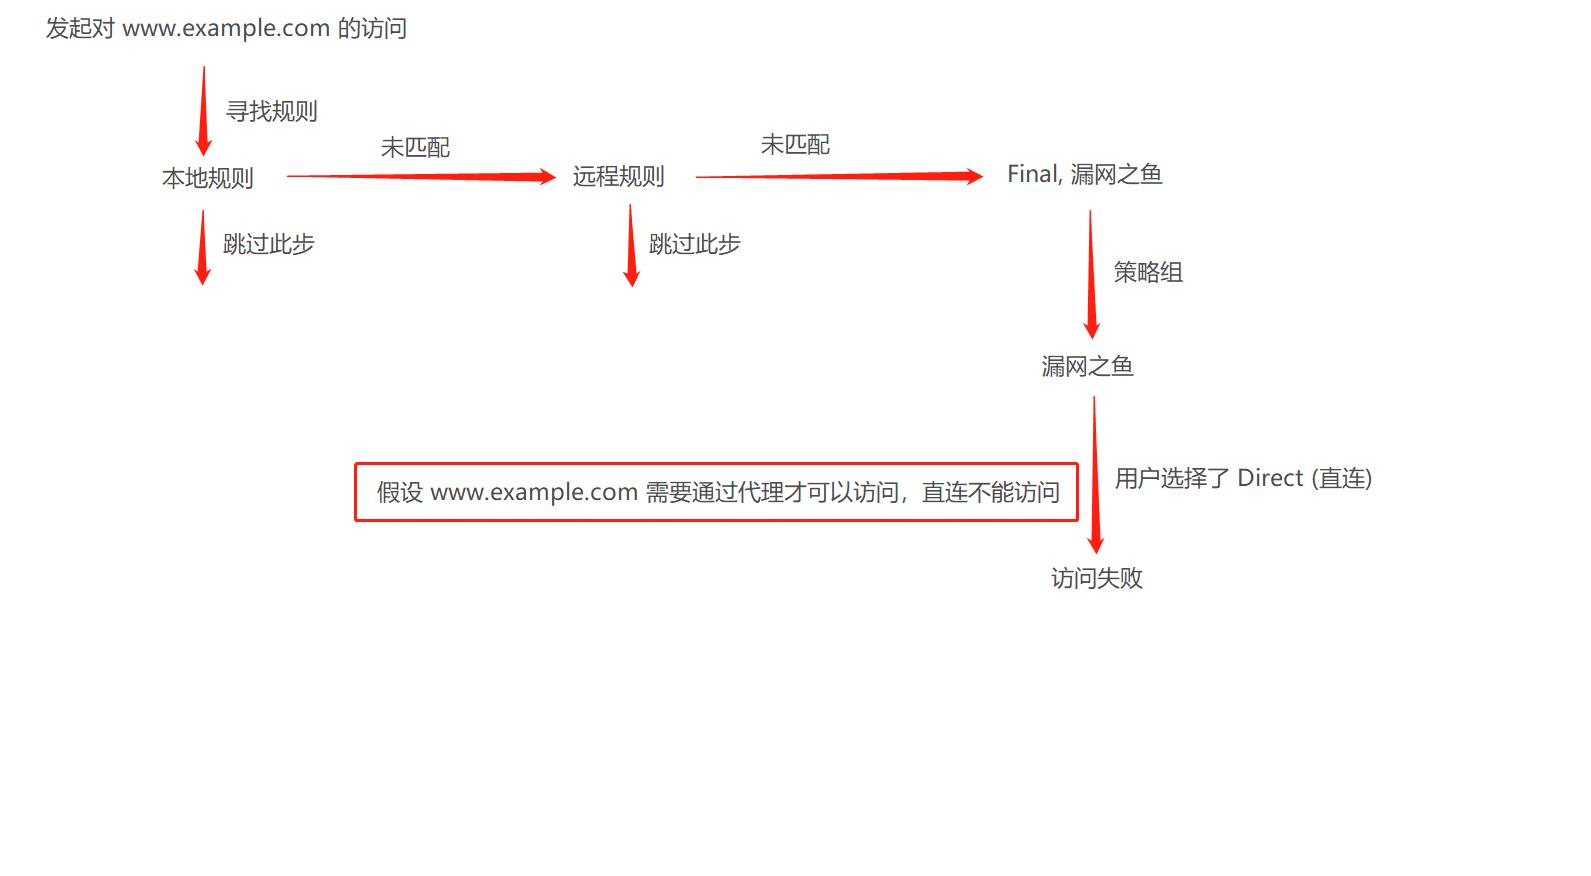 发起对 www.example.com 的访问
寻找规则
未匹配
未匹配
本地规则
远程规则
Final, 漏网之鱼
跳过此步
跳过此步
策略组
漏网之鱼
假设 www.example.com 需要通过代理才可以访问，直连不能访问
用户选择了 Direct (直连)
访问失败